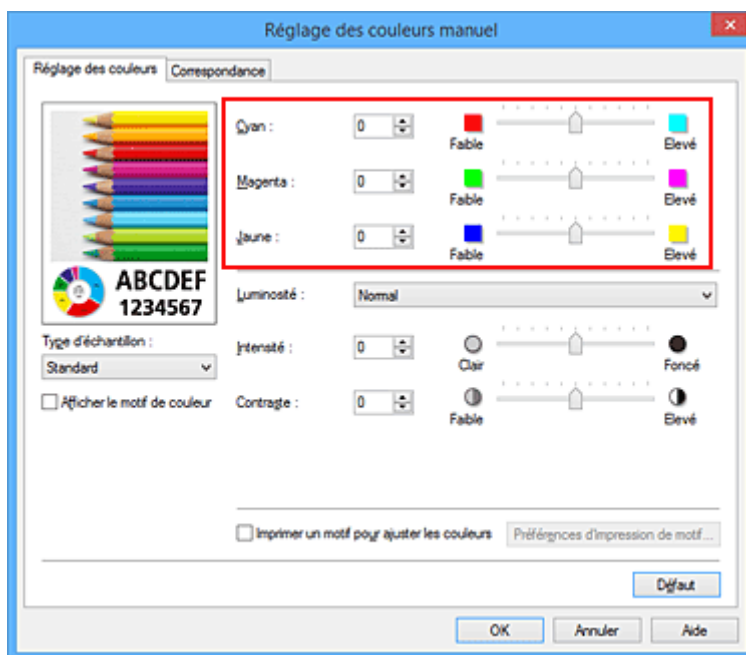 Réglage des couleurs manuel
Réglage des couleurs
Correspondance
Cyan :
0
Faible
Elevé
Magenta :
0
Faible
Elevé
Jaune :
0
Faible
Elevé
ABCDEF
1234567
Luminosité :
Normal
Type d'échantillon :
Standard
Intensité :
0
Clair
Foncé
Afficher le motif de couleur
Contraste :
0
Faible
Elevé
Imprimer un motif pour ajuster les couleurs
Préférences d'impression de motif...
Défaut
OK
Annuler
Aide